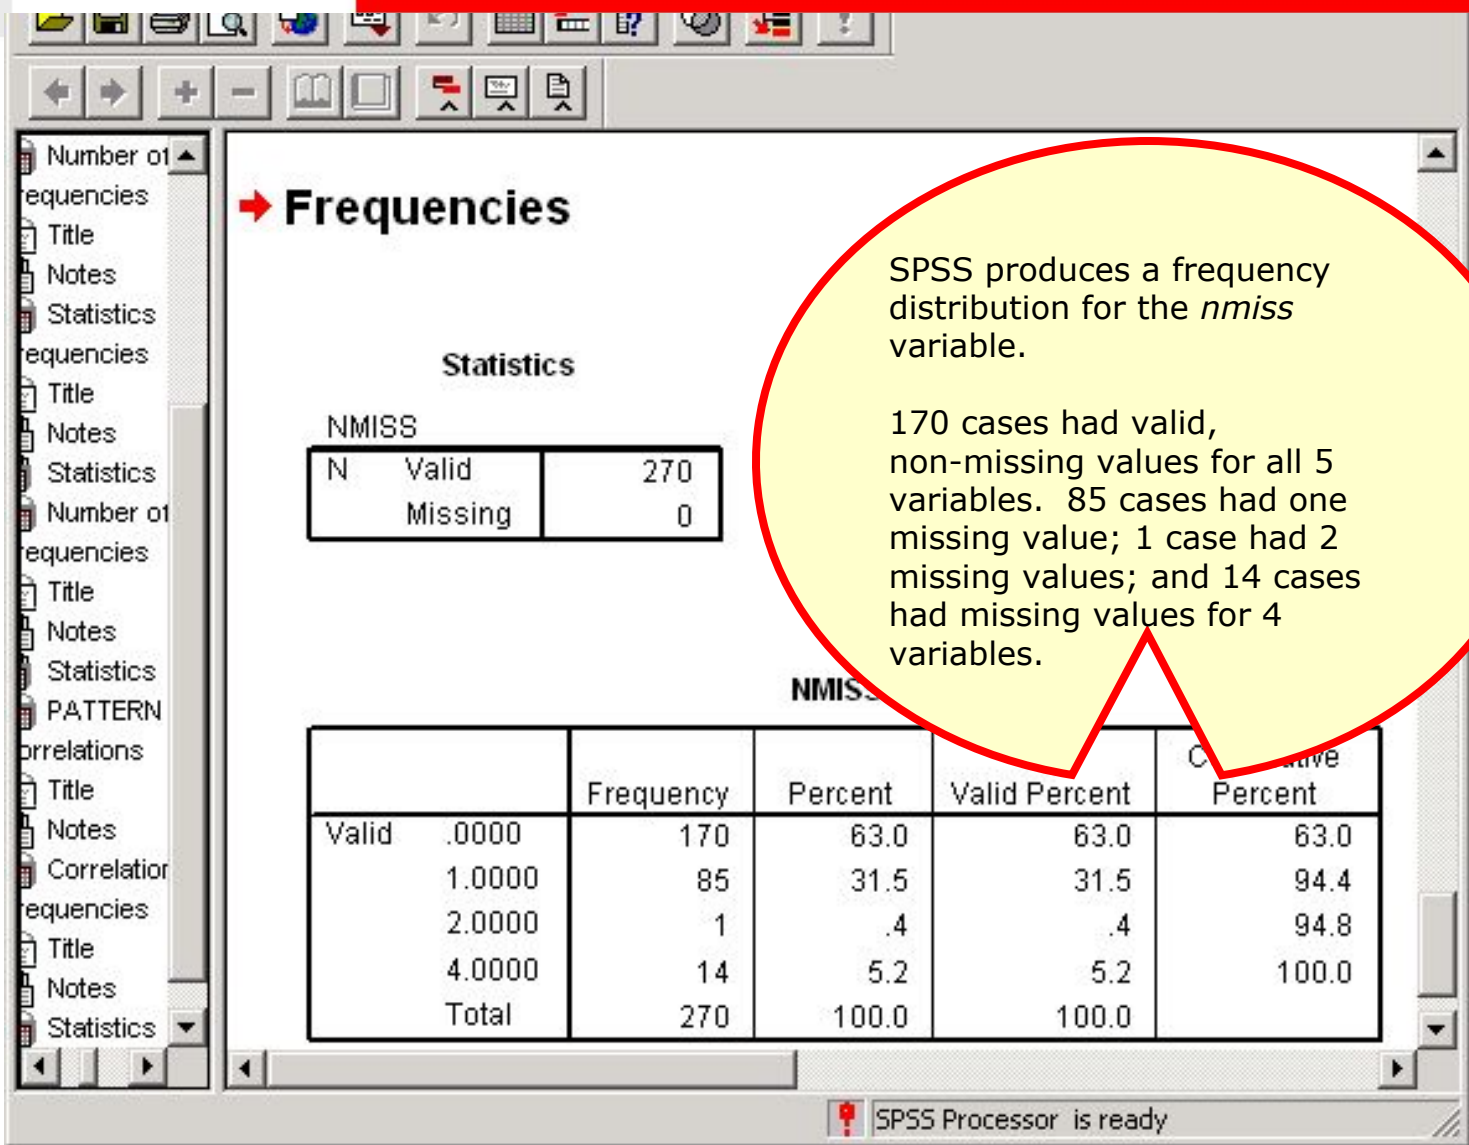 Number of
equencies
Title
Notes
Statistics
equencies
Title
Notes
Statistics
Number of
equencies
Title
Notes
Statistics
PATTERN
orrelations
Title
Notes
Correlation
equencies
Title
Notes
Statistics
Frequencies
Statistics
NMISS
N Valid 270
Missing 0
SPSS produces a frequency
distribution for the nmiss
variable.
170 cases had valid,
non-missing values for all 5
variables. 85 cases had one
missing value; 1 case had 2
missing values; and 14 cases
had missing values for 4
variables.
NMISS
Frequency Percent Valid Percent Percent
Valid .0000 170 63.0 63.0 63.0
1.0000 85 31.5 31.5 94.4
2.0000 1 .4 .4 94.8
4.0000 14 5.2 5.2 100.0
Total 270 100.0 100.0
SPSS Processor is ready